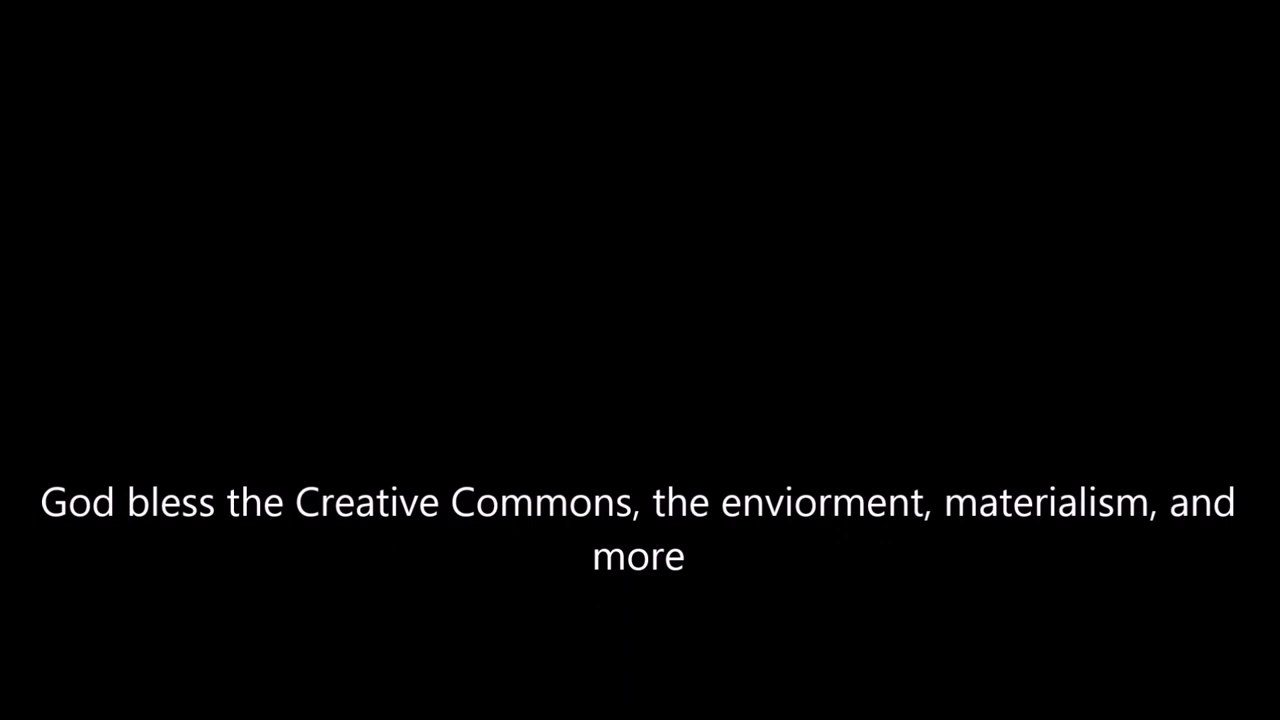 God bless the Creative Commons, the enviorment, materialism, and
more